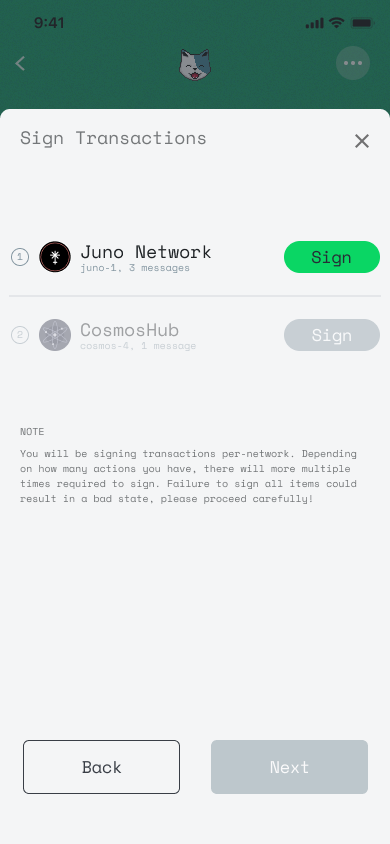 9:41
Sign Transactions
1 Juno Network Sign
juno-1, 3 messages
2 CosmosHub Sign
cosmos-4, 1 message
NOTE
You will be signing transactions per-network. Depending
on how many actions you have, there will more multiple
times required to sign. Failure to sign all items could
result in a bad state, please proceed carefully!
Back Next